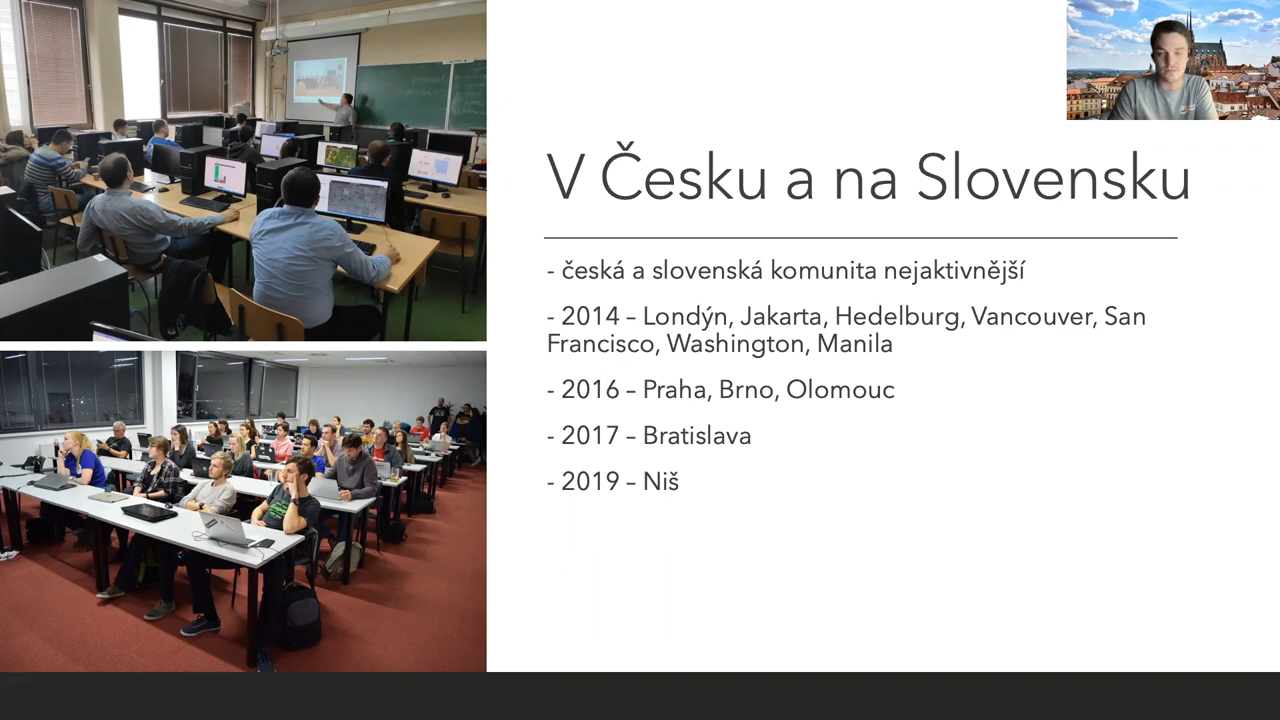 V Česku a na Slovensku
- česká a slovenská komunita nejaktivnější
- 2014 – Londýn, Jakarta, Hedelburg, Vancouver, San
Francisco, Washington, Manila
- 2016 – Praha, Brno, Olomouc
- 2017 – Bratislava
- 2019 – Niš